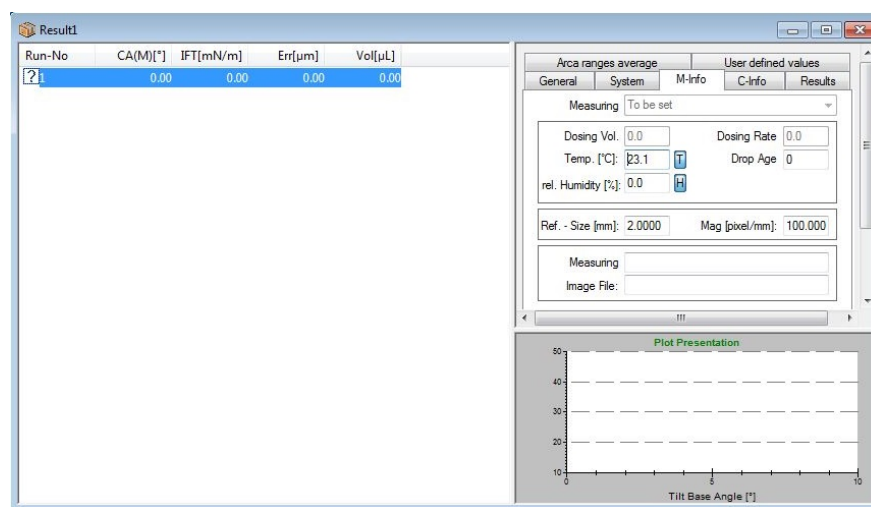 Result1
Run-No CA(M)[°] IFT[mN/m] Err[µm] Vol[µL]
?1 0.00 0.00 0.00 0.00
Arca ranges average User defined values
General System M-Info C-Info Results
Measuring To be set
Dosing Vol. 0.0 Dosing Rate 0.0
Temp. [°C]: 23.1 T Drop Age 0
rel. Humidity [%]: 0.0 H
Ref. - Size [mm]: 2.0000 Mag [pixel/mm]: 100.000
Measuring
Image File:
Plot Presentation
50
40
30
20
10
0 5 10
Tilt Base Angle [°]